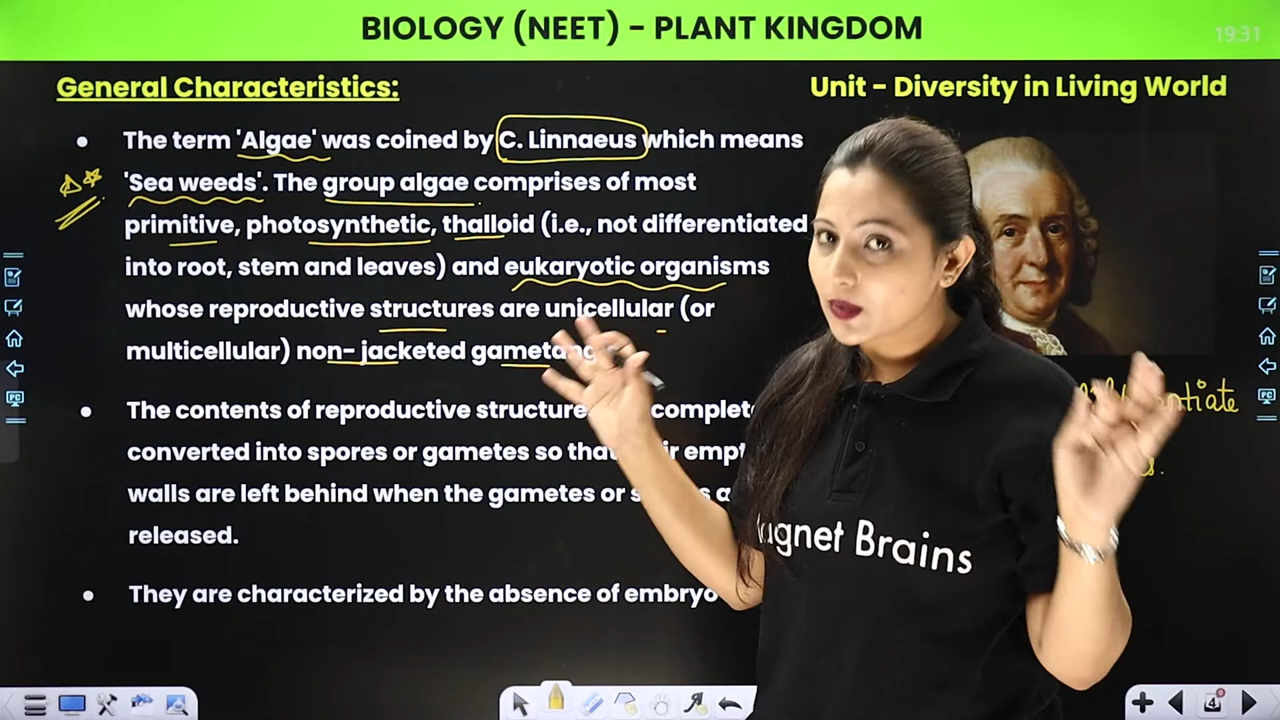 BIOLOGY (NEET) - PLANT KINGDOM
19:31
General Characteristics:
Unit - Diversity in Living World
• The term 'Algae' was coined by C. Linnaeus which means
'Sea weeds'. The group algae comprises of most
primitive, photosynthetic, thalloid (i.e., not differentiated
into root, stem and leaves) and eukaryotic organisms
whose reproductive structures are unicellular (or
multicellular) non- jacketed
• The contents of reproductive
converted into spores or gametes so
walls are left behind when the gametes or
released.
• They are characterized by the absence of embryo
Brains
PC
PC
4